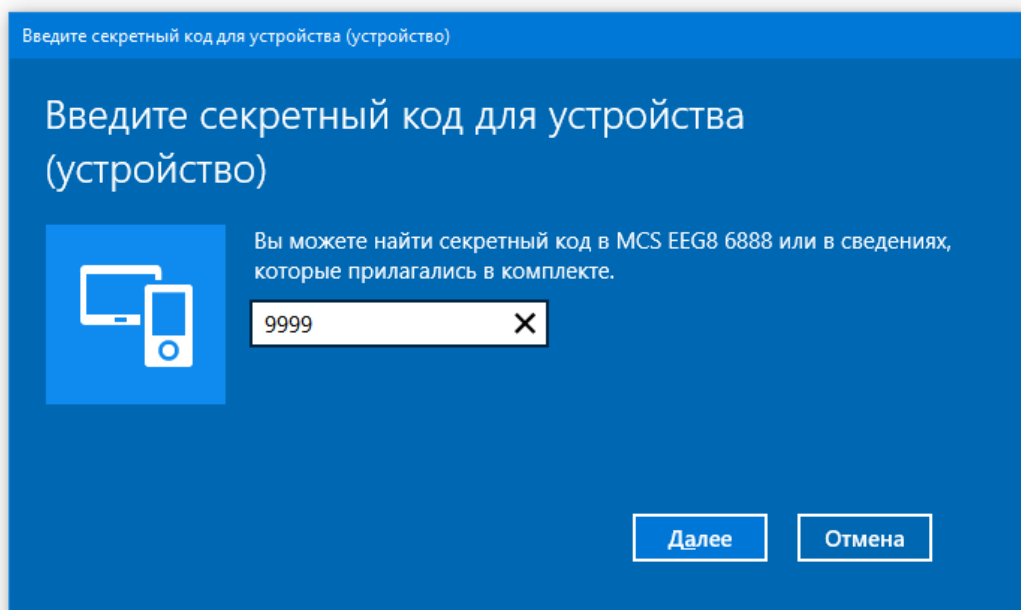 Введите секретный код для устройства (устройство)
Введите секретный код для устройства
(устройство)
Вы можете найти секретный код в MCS EEG8 6888 или в сведениях,
которые прилагались в комплекте.
9999
Далее
Отмена